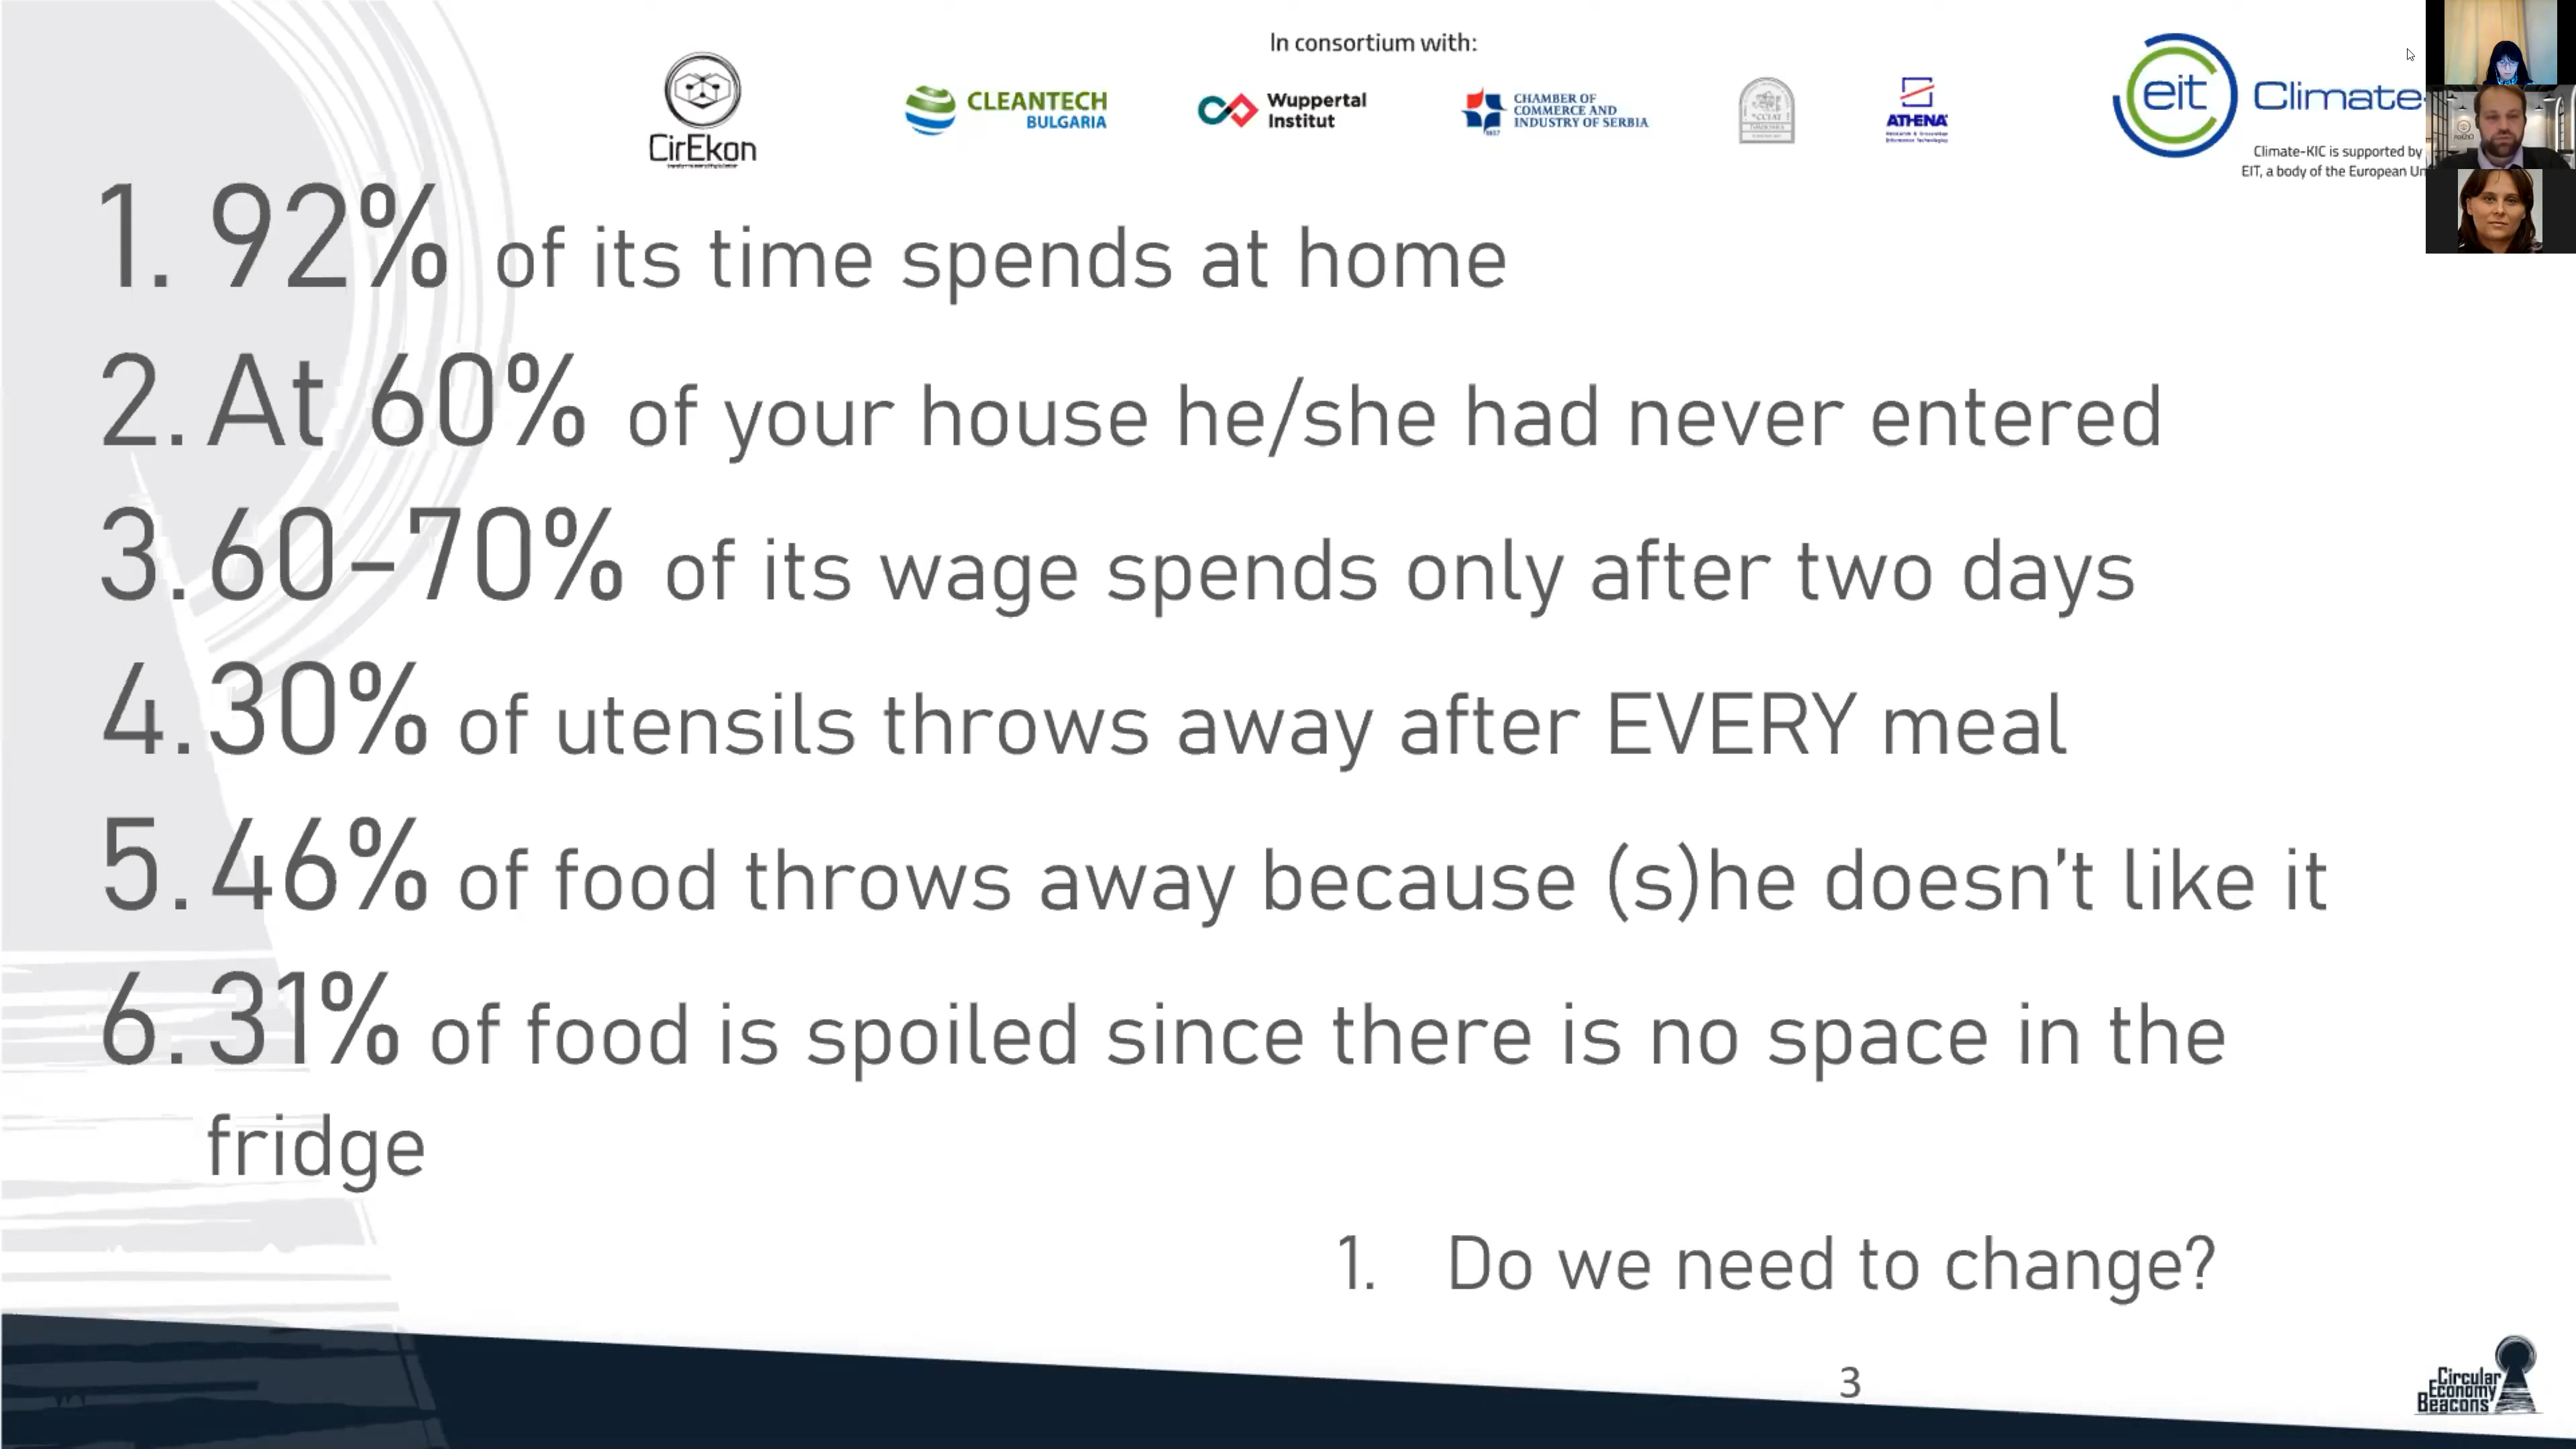 In consortium with:
CirEkon
CLEANTECH
BULGARIA
Wuppertal
Institut
CHAMBER OF
COMMERCE AND
INDUSTRY OF SERBIA
1857
CCIAT
ATHENA
eit Climate-
Climate-KIC is supported by
EIT, a body of the European Un
1. 92% of its time spends at home
2. At 60% of your house he/she had never entered
3. 60-70% of its wage spends only after two days
4. 30% of utensils throws away after EVERY meal
5. 46% of food throws away because (s)he doesn't like it
6. 31% of food is spoiled since there is no space in the
fridge
1. Do we need to change?
3
Circular
Economy
Beacons